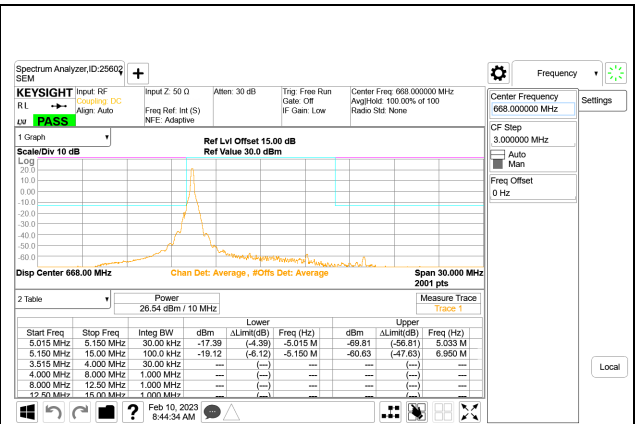 Spectrum Analyzer,ID:25602
SEM
Frequency
KEYSIGHT Input: RF Input Z: 50 Ω Atten: 30 dB Trig: Free Run Center Freq: 668.000000 MHz
RL Coupling: DC Gate: Off Avg|Hold: 100.00% of 100
Align: Auto Freq Ref: Int (S) IF Gain: Low Radio Std: None
LXI PASS NFE: Adaptive
Center Frequency
668.000000 MHz
Settings
CF Step
3.000000 MHz
Auto
Man
Freq Offset
0 Hz
1 Graph
Ref Lvl Offset 15.00 dB
Scale/Div 10 dB Ref Value 30.0 dBm
Log
20.0
10.0
0.00
-10.0
-20.0
-30.0
-40.0
-50.0
-60.0
Disp Center 668.00 MHz Chan Det: Average , #Offs Det: Average Span 30.000 MHz
2001 pts
2 Table Power Measure Trace
26.54 dBm / 10 MHz Trace 1
Lower Upper
Start Freq Stop Freq Integ BW dBm ΔLimit(dB) Freq (Hz) dBm ΔLimit(dB) Freq (Hz)
5.015 MHz 5.150 MHz 30.00 kHz -17.39 (-4.39) -5.015 M -69.81 (-56.81) 5.033 M
5.150 MHz 15.00 MHz 100.0 kHz -19.12 (-6.12) -5.150 M -60.63 (-47.63) 6.950 M
3.515 MHz 4.000 MHz 30.00 kHz --- (---) --- --- (---) ---
4.000 MHz 8.000 MHz 1.000 MHz --- (---) --- --- (---) ---
8.000 MHz 12.50 MHz 1.000 MHz --- (---) --- --- (---) ---
12.50 MHz 15.00 MHz 1.000 MHz --- (---) --- --- (---) ---
Local
Feb 10, 2023
8:44:34 AM